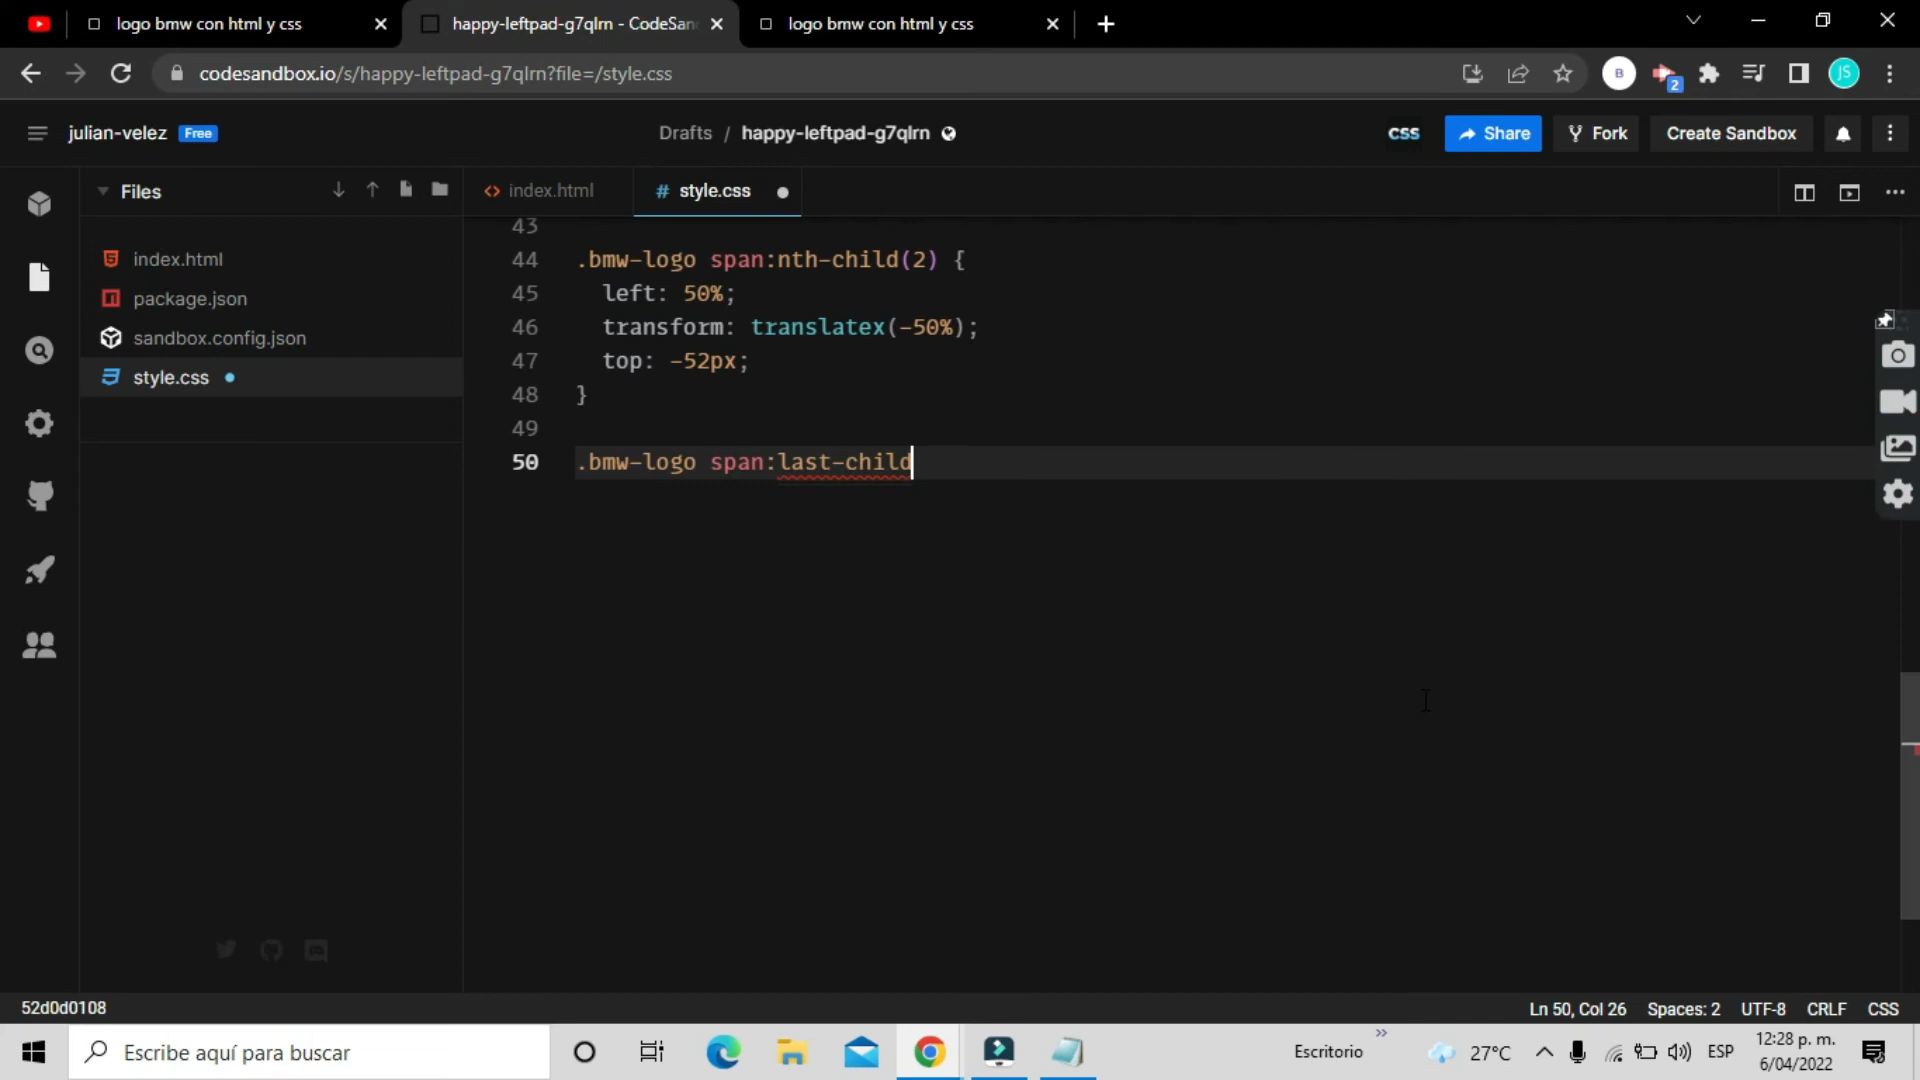 logo bmw con html y css
happy-leftpad-g7qlrn - CodeSan
logo bmw con html y css
codesandbox.io/s/happy-leftpad-g7qlrn?file=/style.css
B
2
JS
julian-velez Free
Drafts / happy-leftpad-g7qlrn
CSS
Share
Fork
Create Sandbox
Files
<> index.html
# style.css
index.html
package.json
sandbox.config.json
style.css
43
44 .bmw-logo span:nth-child(2) {
45 left: 50%;
46 transform: translatex(-50%);
47 top: -52px;
48 }
49
50 .bmw-logo span:last-child
52d0d0108
Ln 50, Col 26 Spaces: 2 UTF-8 CRLF CSS
Escribe aquí para buscar
Escritorio
27°C
ESP
12:28 p. m.
6/04/2022